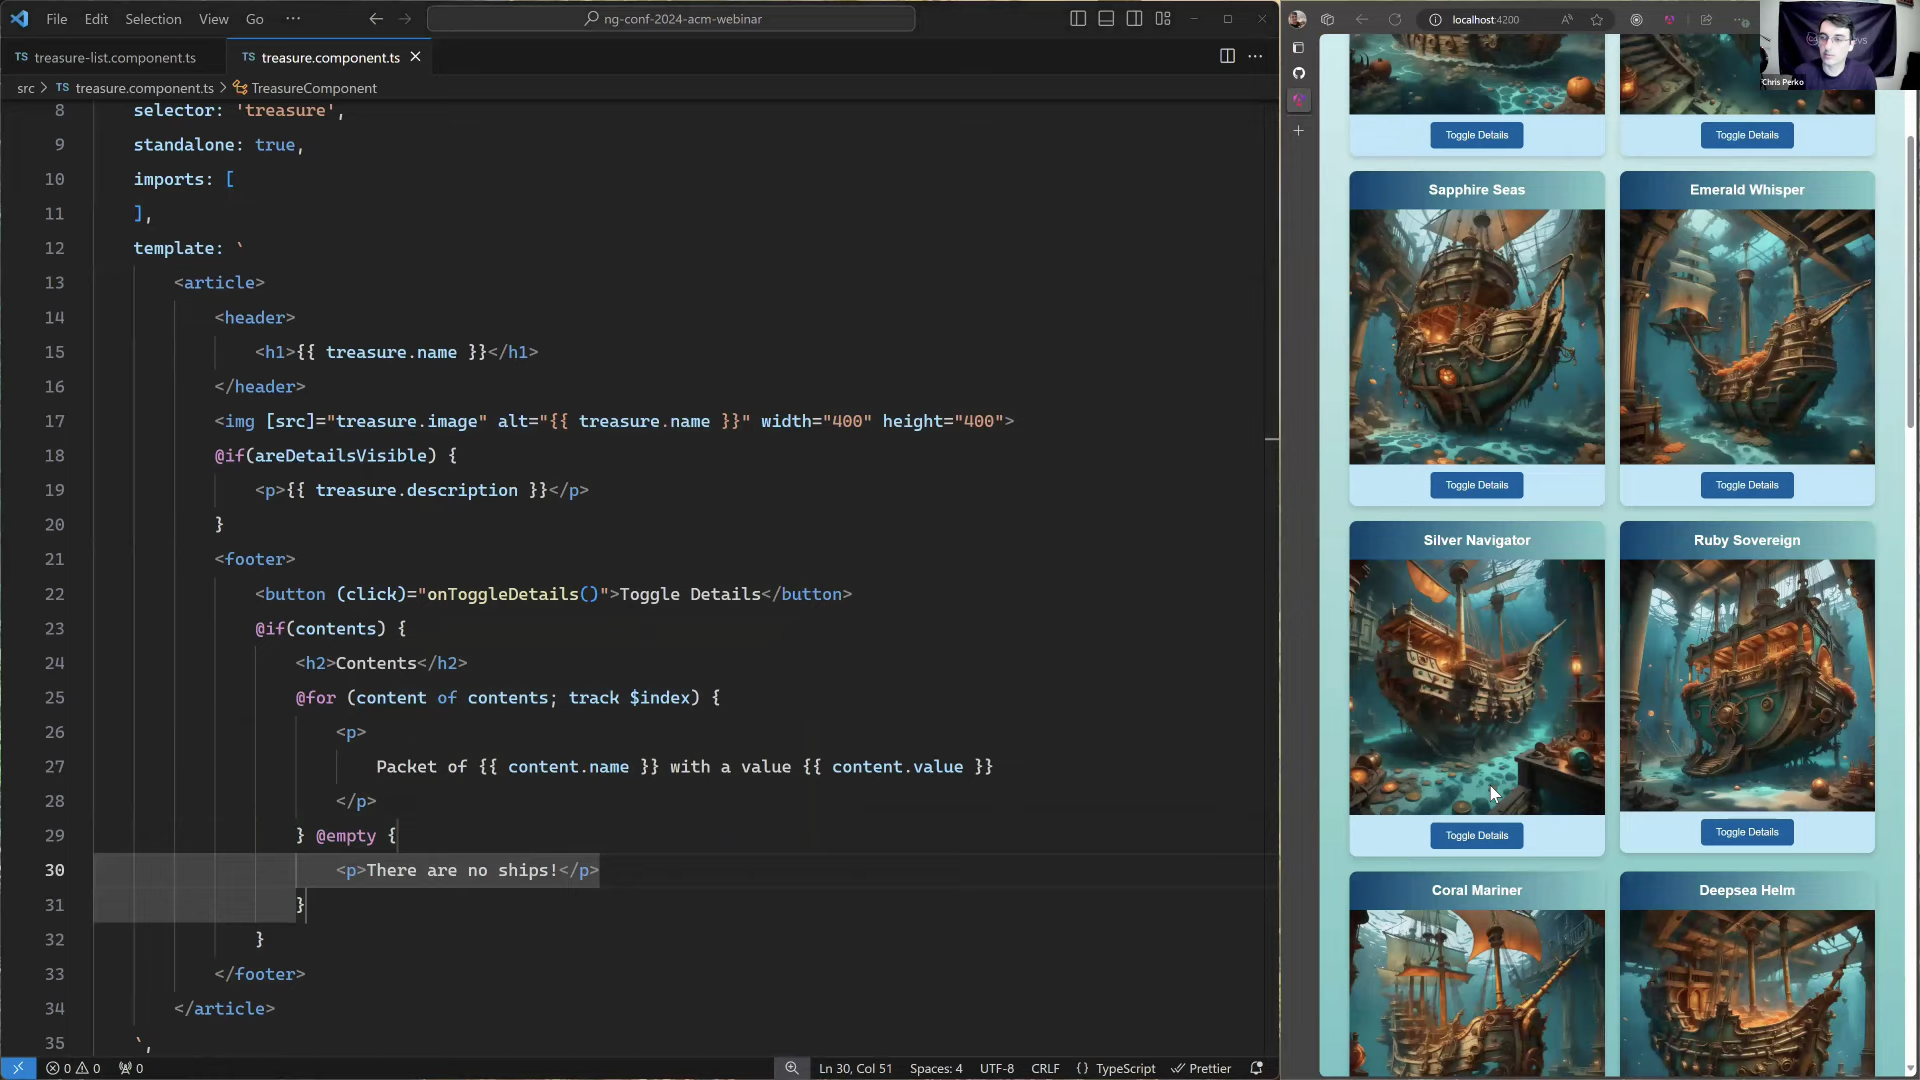 File Edit Selection View Go ···
ng-conf-2024-acm-webinar
TS treasure-list.component.ts
TS treasure.component.ts
src > TS treasure.component.ts > TreasureComponent
8 selector: 'treasure',
9 standalone: true,
10 imports: [
11 ],
12 template: `
13 <article>
14 <header>
15 <h1>{{ treasure.name }}</h1>
16 </header>
17 <img [src]="treasure.image" alt="{{ treasure.name }}" width="400" height="400">
18 @if(areDetailsVisible) {
19 <p>{{ treasure.description }}</p>
20 }
21 <footer>
22 <button (click)="onToggleDetails()">Toggle Details</button>
23 @if(contents) {
24 <h2>Contents</h2>
25 @for (content of contents; track $index) {
26 <p>
27 Packet of {{ content.name }} with a value {{ content.value }}
28 </p>
29 } @empty {
30 <p>There are no ships!</p>
31 }
32 }
33 </footer>
34 </article>
35 `,
0 0 0
Ln 30, Col 51 Spaces: 4 UTF-8 CRLF {} TypeScript Prettier
localhost:4200
Chris Perko
Toggle Details
Toggle Details
Sapphire Seas
Emerald Whisper
Toggle Details
Toggle Details
Silver Navigator
Ruby Sovereign
Toggle Details
Toggle Details
Coral Mariner
Deepsea Helm